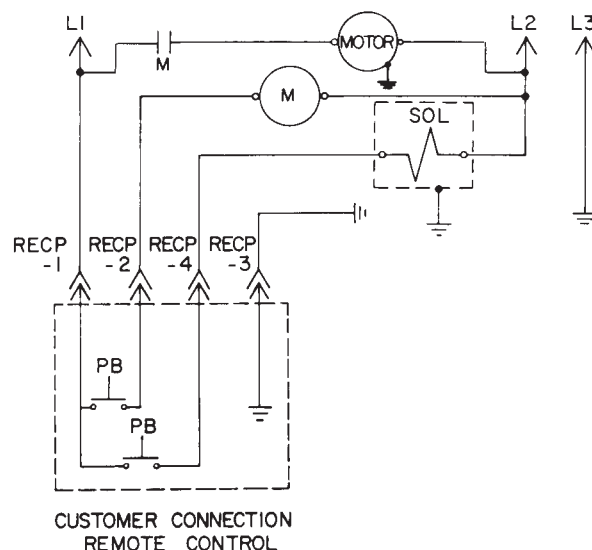 L1
L2
L3
MOTOR
M
M
SOL
RECP
-1
RECP
-2
RECP
-4
RECP
-3
PB
PB
CUSTOMER CONNECTION
REMOTE CONTROL